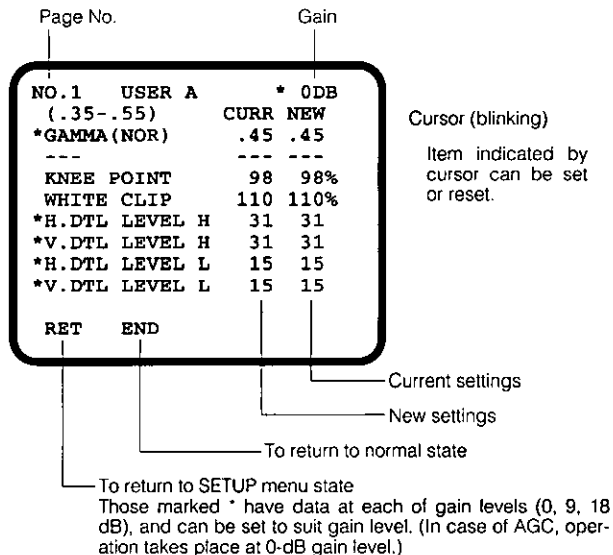 Page No.
Gain
NO.1 USER A * 0DB
(.35-.55) CURR NEW
*GAMMA(NOR) .45 .45
--- --- ---
KNEE POINT 98 98%
WHITE CLIP 110 110%
*H.DTL LEVEL H 31 31
*V.DTL LEVEL H 31 31
*H.DTL LEVEL L 15 15
*V.DTL LEVEL L 15 15
RET END
Cursor (blinking)
Item indicated by
cursor can be set
or reset.
Current settings
New settings
To return to normal state
To return to SETUP menu state
Those marked * have data at each of gain levels (0, 9, 18
dB), and can be set to suit gain level. (In case of AGC, oper-
ation takes place at 0-dB gain level.)